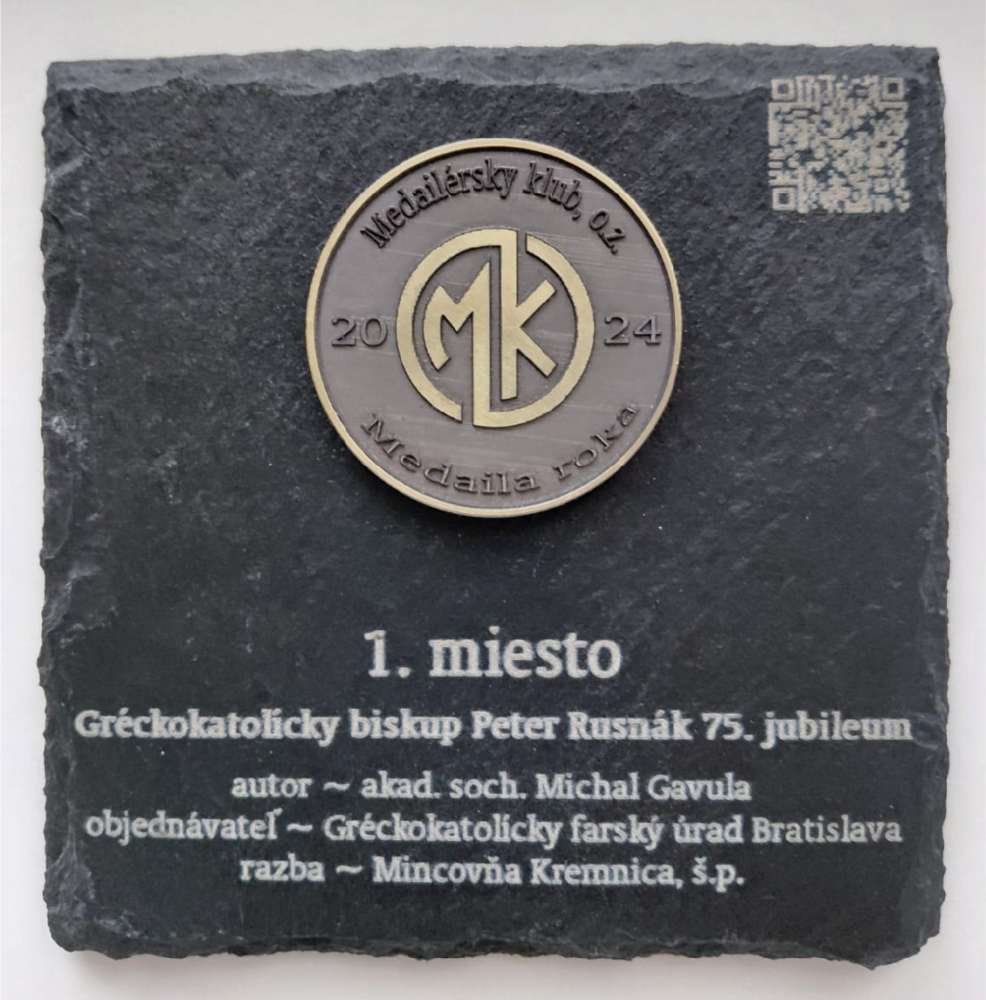 Medailérsky klub, o.z.
MK
20 24
Medaila roka
1. miesto
Gréckokatolícky biskup Peter Rusnák 75. jubileum
autor ~ akad. soch. Michal Gavula
objednávateľ ~ Gréckokatolícky farský úrad Bratislava
razba ~ Mincovňa Kremnica, š.p.